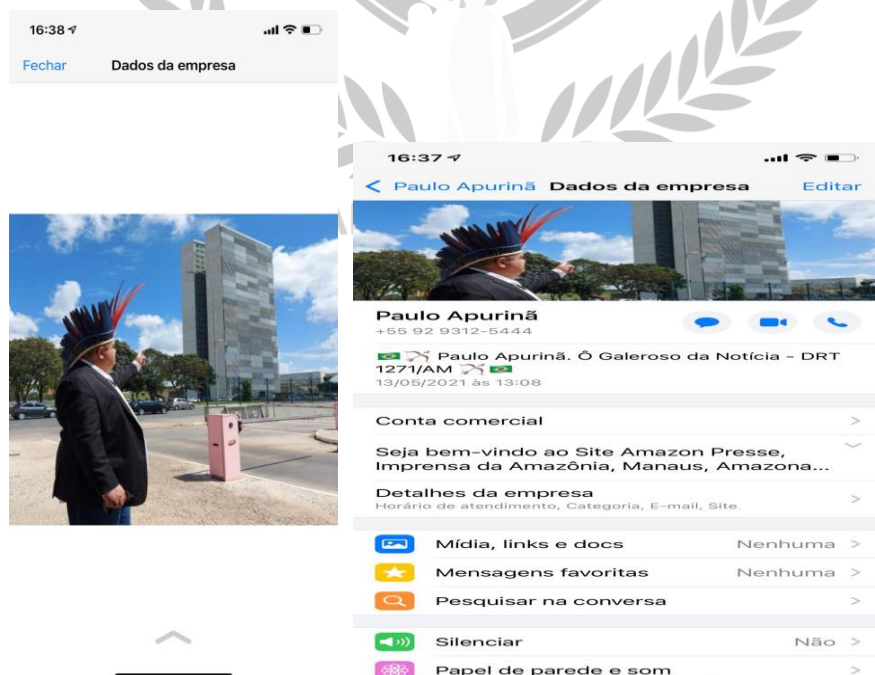 16:38
Fechar
Dados da empresa
16:37
Paulo Apurinã
Dados da empresa
Editar
Paulo Apurinã
+55 92 9312-5444
🇧🇷 🏹 Paulo Apurinã. Ô Galeroso da Notícia - DRT
1271/AM 🏹 🇧🇷
13/05/2021 às 13:08
Conta comercial
Seja bem-vindo ao Site Amazon Presse,
Imprensa da Amazônia, Manaus, Amazona...
Detalhes da empresa
Horário de atendimento, Categoria, E-mail, Site
Mídia, links e docs
Nenhuma
Mensagens favoritas
Nenhuma
Pesquisar na conversa
Silenciar
Não
Papel de parede e som